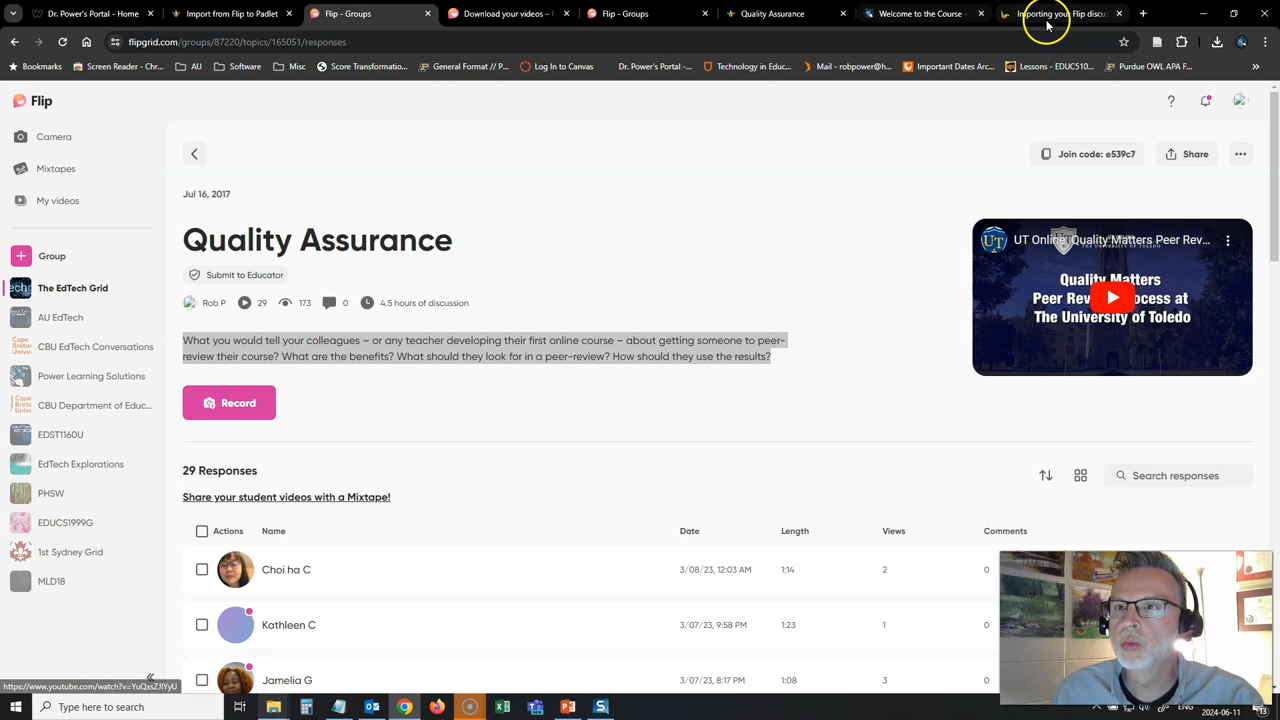 Dr. Power's Portal - Home
Import from Flip to Padlet
Flip - Groups
Download your videos –
Flip - Groups
Quality Assurance
Welcome to the Course -
Importing your Flip discu
flipgrid.com/groups/87220/topics/165051/responses
Bookmarks
Screen Reader - Chr...
AU
Software
Misc
Score Transformatio...
General Format // P...
Log In to Canvas
Dr. Power's Portal -...
Technology in Educ...
Mail - robpower@h...
Important Dates Arc...
Lessons - EDUC510...
Purdue OWL APA F...
Flip
Camera
Mixtapes
My videos
Group
The EdTech Grid
AU EdTech
CBU EdTech Conversations
Power Learning Solutions
CBU Department of Educ...
EDST1160U
EdTech Explorations
PHSW
EDUC51999G
1st Sydney Grid
MLD18
Join code: e539c7
Share
Jul 16, 2017
Quality Assurance
Submit to Educator
Rob P
29
173
0
4.5 hours of discussion
What you would tell your colleagues – or any teacher developing their first online course – about getting someone to peer-
review their course? What are the benefits? What should they look for in a peer-review? How should they use the results?
Record
UT Online: Quality Matters Peer Rev...
Quality Matters
Peer Review Process at
The University of Toledo
29 Responses
Search responses
Share your student videos with a Mixtape!
Actions
Name
Date
Length
Views
Comments
Choi ha C
3/08/23, 12:03 AM
1:14
2
0
Kathleen C
3/07/23, 9:58 PM
1:23
1
0
Jamelia G
3/07/23, 8:17 PM
1:08
3
https://www.youtube.com/watch?v=YuQxsZJIYyU
Type here to search
ENG
2024-06-11